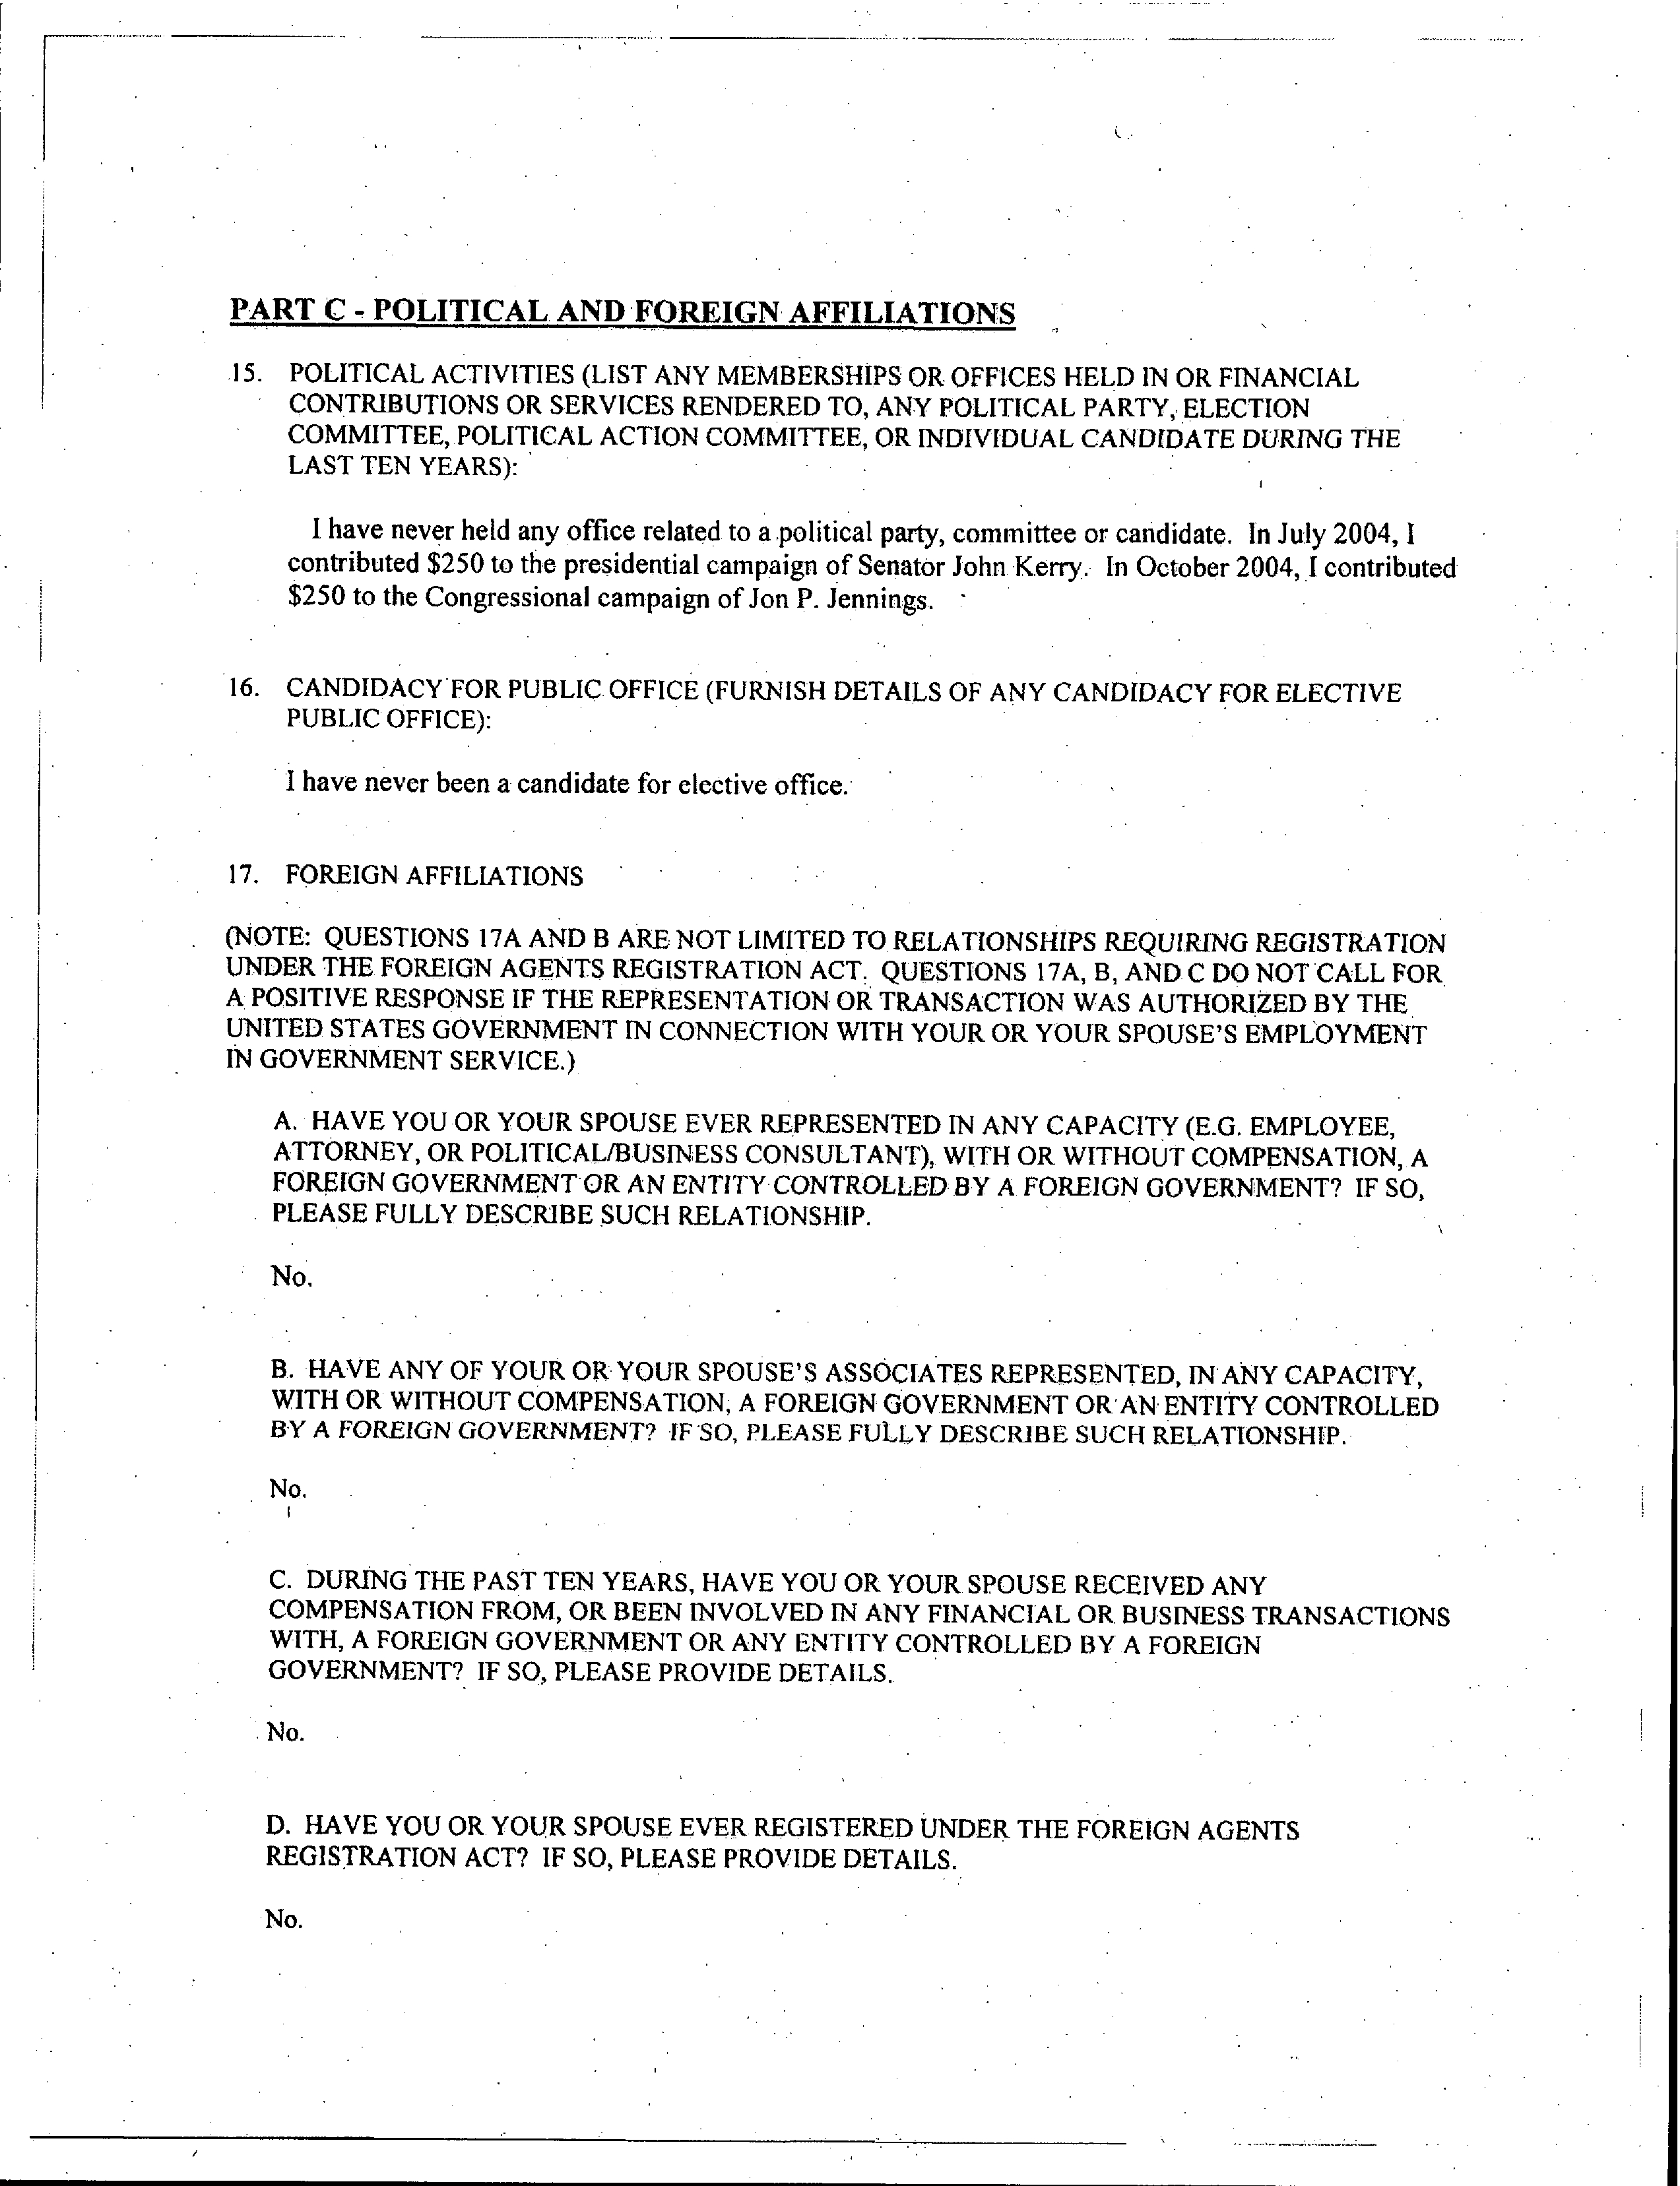 PART C - POLITICAL AND FOREIGN AFFILIATIONS
15. POLITICAL ACTIVITIES (LIST ANY MEMBERSHIPS OR OFFICES HELD IN OR FINANCIAL
CONTRIBUTIONS OR SERVICES RENDERED TO, ANY POLITICAL PARTY, ELECTION
COMMITTEE, POLITICAL ACTION COMMITTEE, OR INDIVIDUAL CANDIDATE DURING THE
LAST TEN YEARS):
I have never held any office related to a political party, committee or candidate. In July 2004, I
contributed $250 to the presidential campaign of Senator John Kerry. In October 2004, I contributed
$250 to the Congressional campaign of Jon P. Jennings.
16. CANDIDACY FOR PUBLIC OFFICE (FURNISH DETAILS OF ANY CANDIDACY FOR ELECTIVE
PUBLIC OFFICE):
I have never been a candidate for elective office.
17. FOREIGN AFFILIATIONS
(NOTE: QUESTIONS 17A AND B ARE NOT LIMITED TO RELATIONSHIPS REQUIRING REGISTRATION
UNDER THE FOREIGN AGENTS REGISTRATION ACT. QUESTIONS 17A, B, AND C DO NOT CALL FOR
A POSITIVE RESPONSE IF THE REPRESENTATION OR TRANSACTION WAS AUTHORIZED BY THE
UNITED STATES GOVERNMENT IN CONNECTION WITH YOUR OR YOUR SPOUSE'S EMPLOYMENT
IN GOVERNMENT SERVICE.)
A. HAVE YOU OR YOUR SPOUSE EVER REPRESENTED IN ANY CAPACITY (E.G. EMPLOYEE,
ATTORNEY, OR POLITICAL/BUSINESS CONSULTANT), WITH OR WITHOUT COMPENSATION, A
FOREIGN GOVERNMENT OR AN ENTITY CONTROLLED BY A FOREIGN GOVERNMENT? IF SO,
PLEASE FULLY DESCRIBE SUCH RELATIONSHIP.
No.
B. HAVE ANY OF YOUR OR YOUR SPOUSE'S ASSOCIATES REPRESENTED, IN ANY CAPACITY,
WITH OR WITHOUT COMPENSATION, A FOREIGN GOVERNMENT OR AN ENTITY CONTROLLED
BY A FOREIGN GOVERNMENT? IF SO, PLEASE FULLY DESCRIBE SUCH RELATIONSHIP.
No.
C. DURING THE PAST TEN YEARS, HAVE YOU OR YOUR SPOUSE RECEIVED ANY
COMPENSATION FROM, OR BEEN INVOLVED IN ANY FINANCIAL OR BUSINESS TRANSACTIONS
WITH, A FOREIGN GOVERNMENT OR ANY ENTITY CONTROLLED BY A FOREIGN
GOVERNMENT? IF SO, PLEASE PROVIDE DETAILS.
No.
D. HAVE YOU OR YOUR SPOUSE EVER REGISTERED UNDER THE FOREIGN AGENTS
REGISTRATION ACT? IF SO, PLEASE PROVIDE DETAILS.
No.